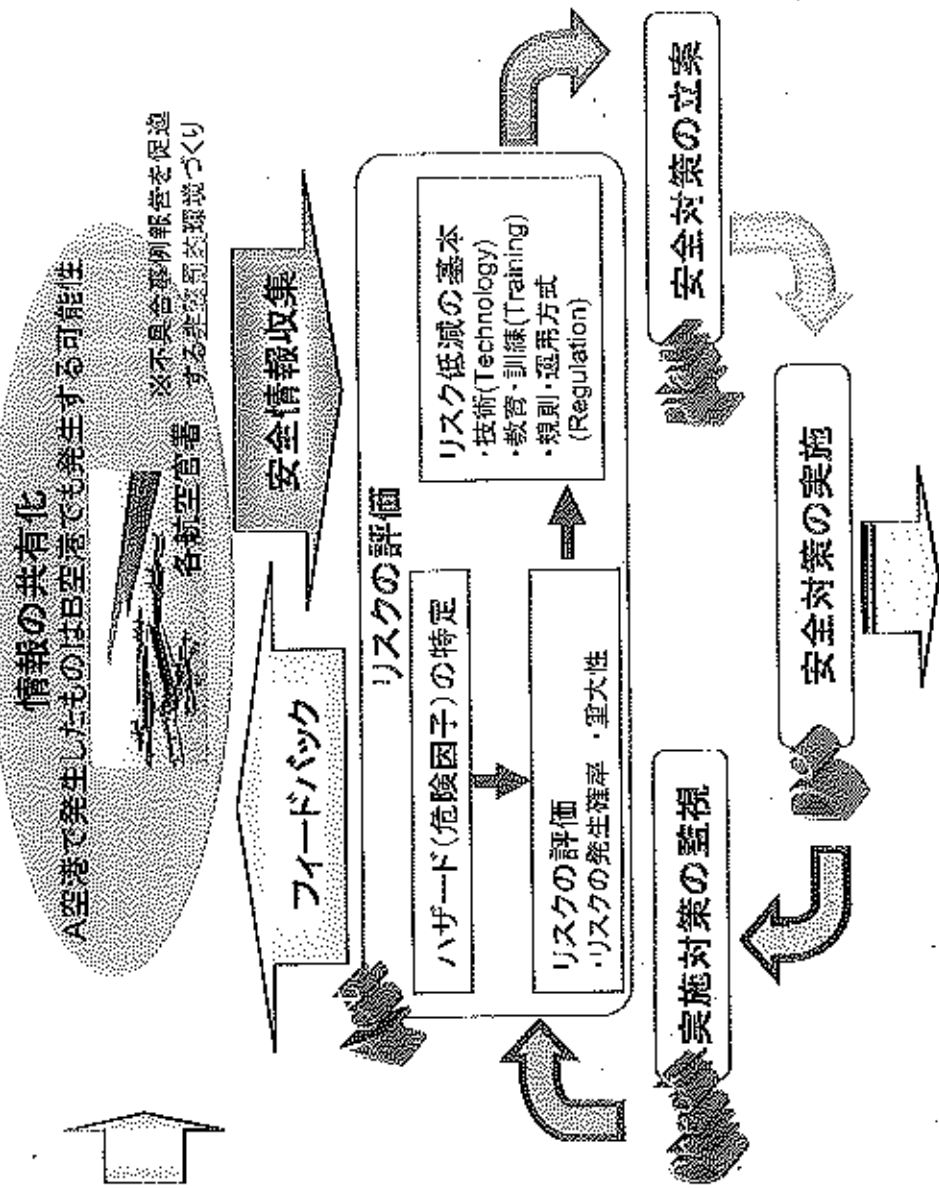 情報の共有化
A空港で発生したものはB空港でも発生する可能性
各航空官署
※不具合事例報告を促進
する非懲罰的環境づくり
フィードバック
安全情報収集
リスクの評価
ハザード(危険因子)の特定
リスクの評価
・リスクの発生確率 ・重大性
リスク低減の基本
・技術(Technology)
・教育・訓練(Training)
・規則・運用方式
(Regulation)
安全対策の立案
安全対策の実施
実施対策の監視